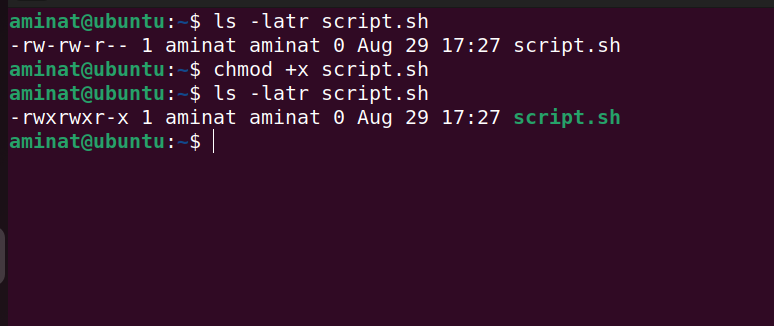 aminat@ubuntu:~$ ls -latr script.sh
-rw-rw-r-- 1 aminat aminat 0 Aug 29 17:27 script.sh
aminat@ubuntu:~$ chmod +x script.sh
aminat@ubuntu:~$ ls -latr script.sh
-rwxrwxr-x 1 aminat aminat 0 Aug 29 17:27 script.sh
aminat@ubuntu:~$